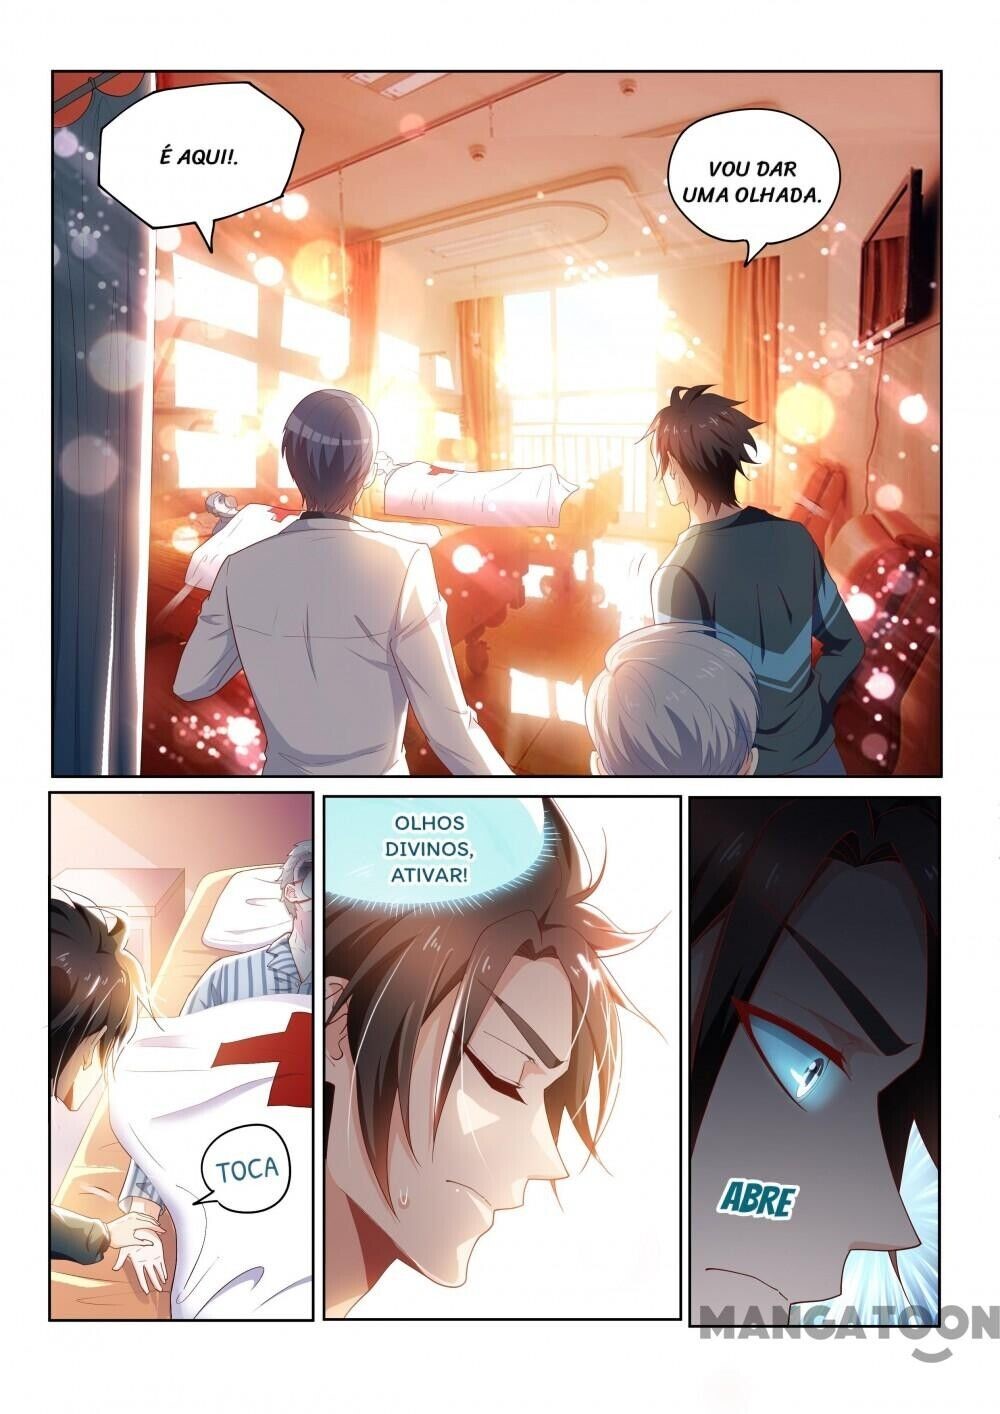 É AQUI!.
VOU DAR
UMA OLHADA.
OLHOS
DIVINOS,
ATIVAR!
TOCA
ABRE
MANGATOON